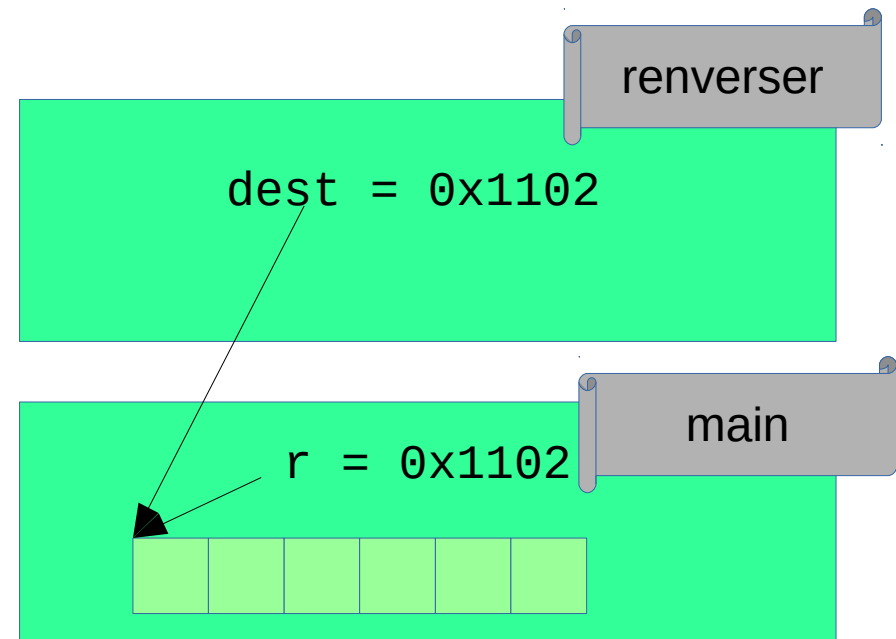 renverser
dest = 0x1102
main
r = 0x1102